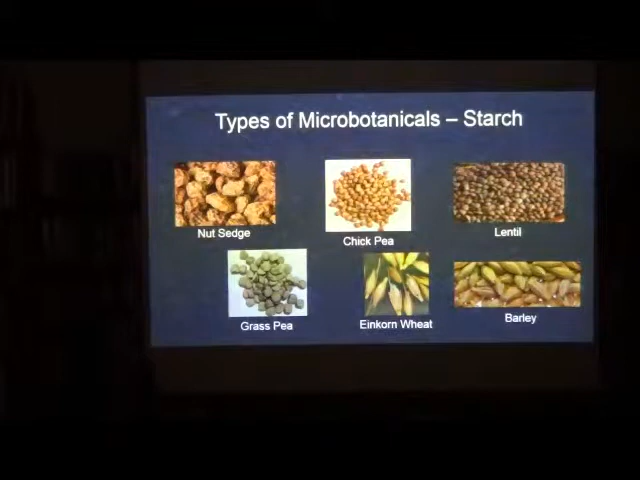 Types of Microbotanicals – Starch
Nut Sedge
Chick Pea
Lentil
Grass Pea
Einkorn Wheat
Barley